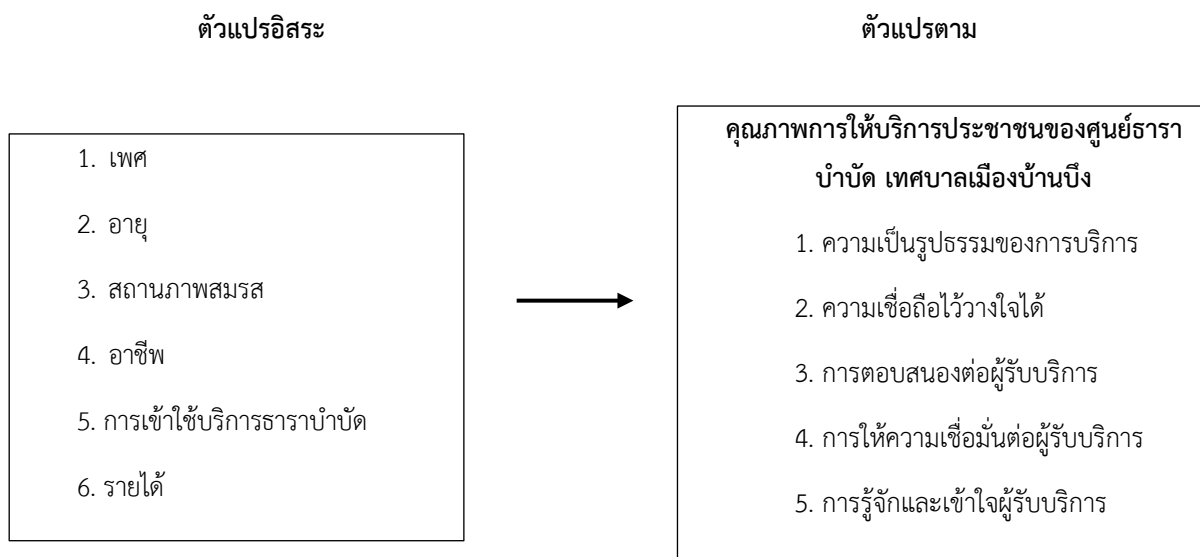 ตัวแปรอิสระ
ตัวแปรตาม
1. เพศ
2. อายุ
3. สถานภาพสมรส
4. อาชีพ
5. การเข้าใช้บริการธาราบำบัด
6. รายได้
คุณภาพการให้บริการประชาชนของศูนย์ธารา
บำบัด เทศบาลเมืองบ้านบึง
1. ความเป็นรูปธรรมของการบริการ
2. ความเชื่อถือไว้วางใจได้
3. การตอบสนองต่อผู้รับบริการ
4. การให้ความเชื่อมั่นต่อผู้รับบริการ
5. การรู้จักและเข้าใจผู้รับบริการ